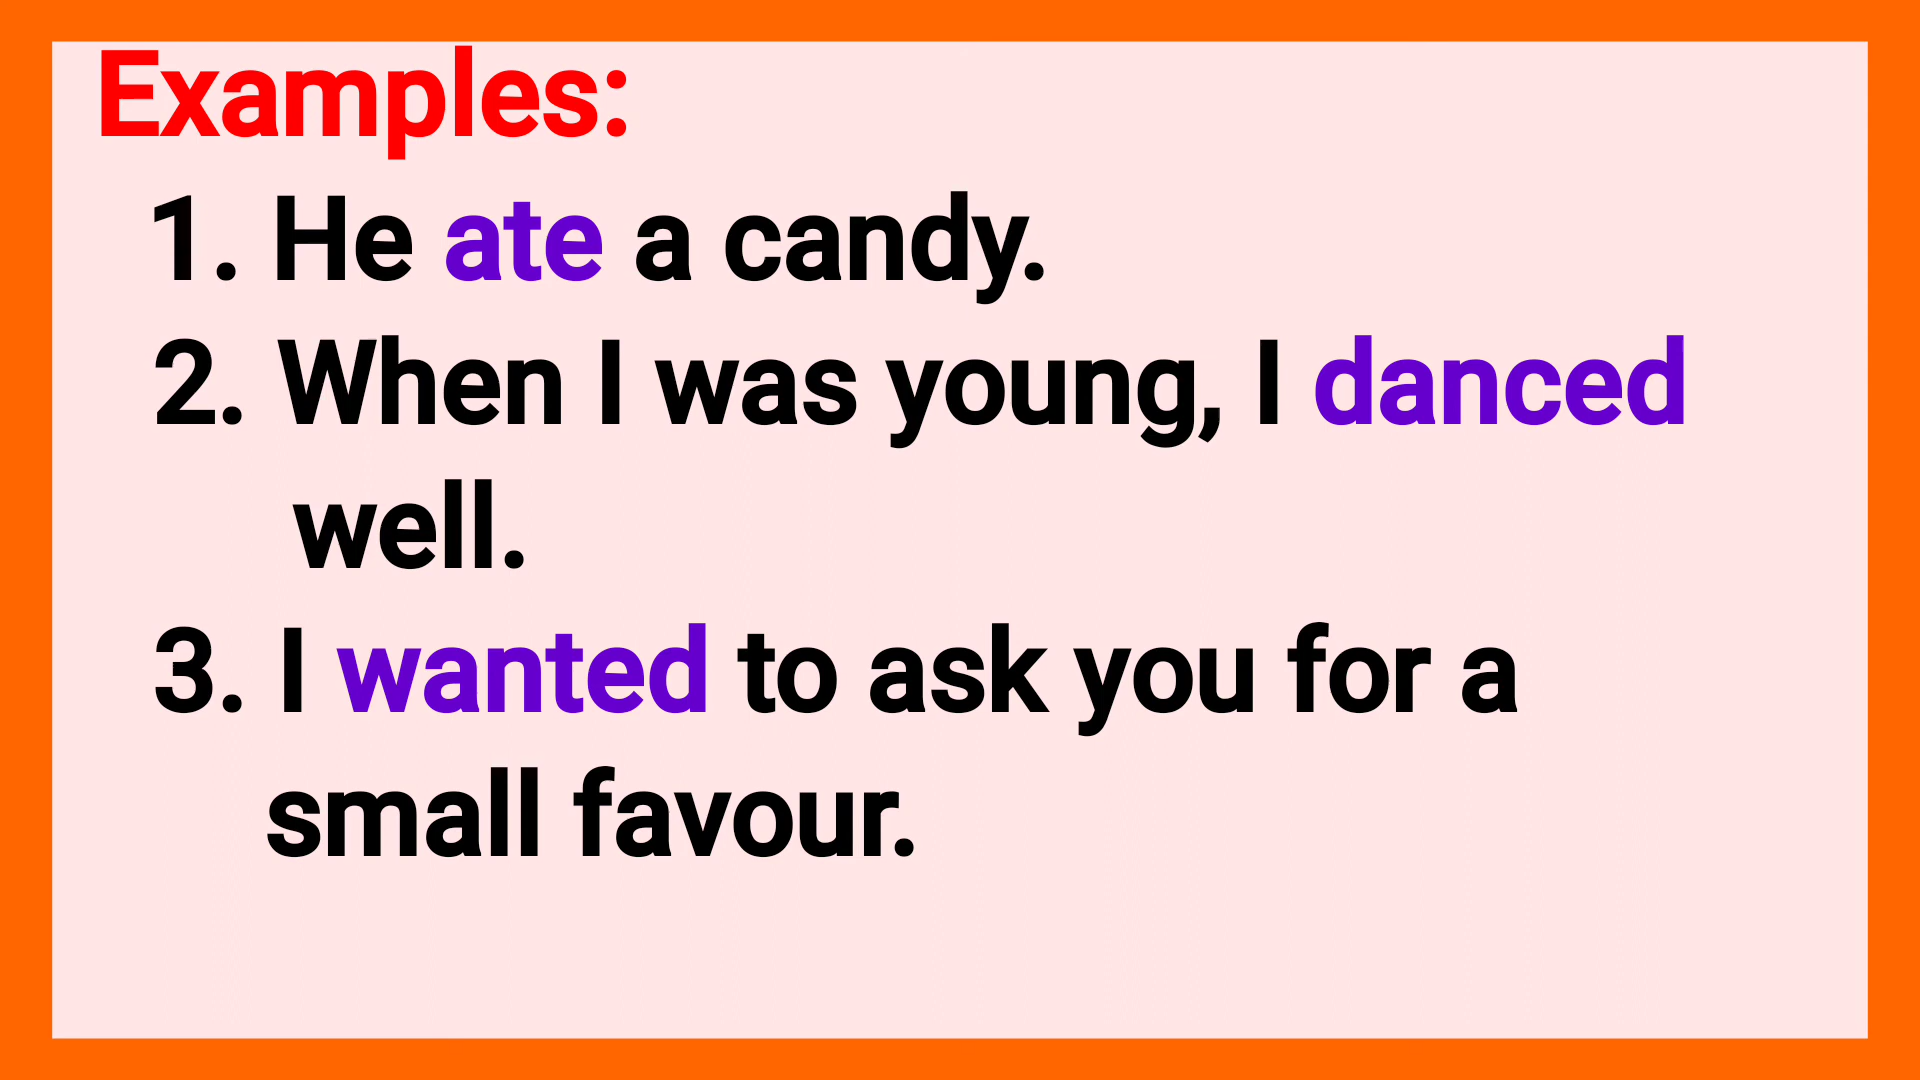 Examples:
1. He ate a candy.
2. When I was young, I danced
well.
3. I wanted to ask you for a
small favour.